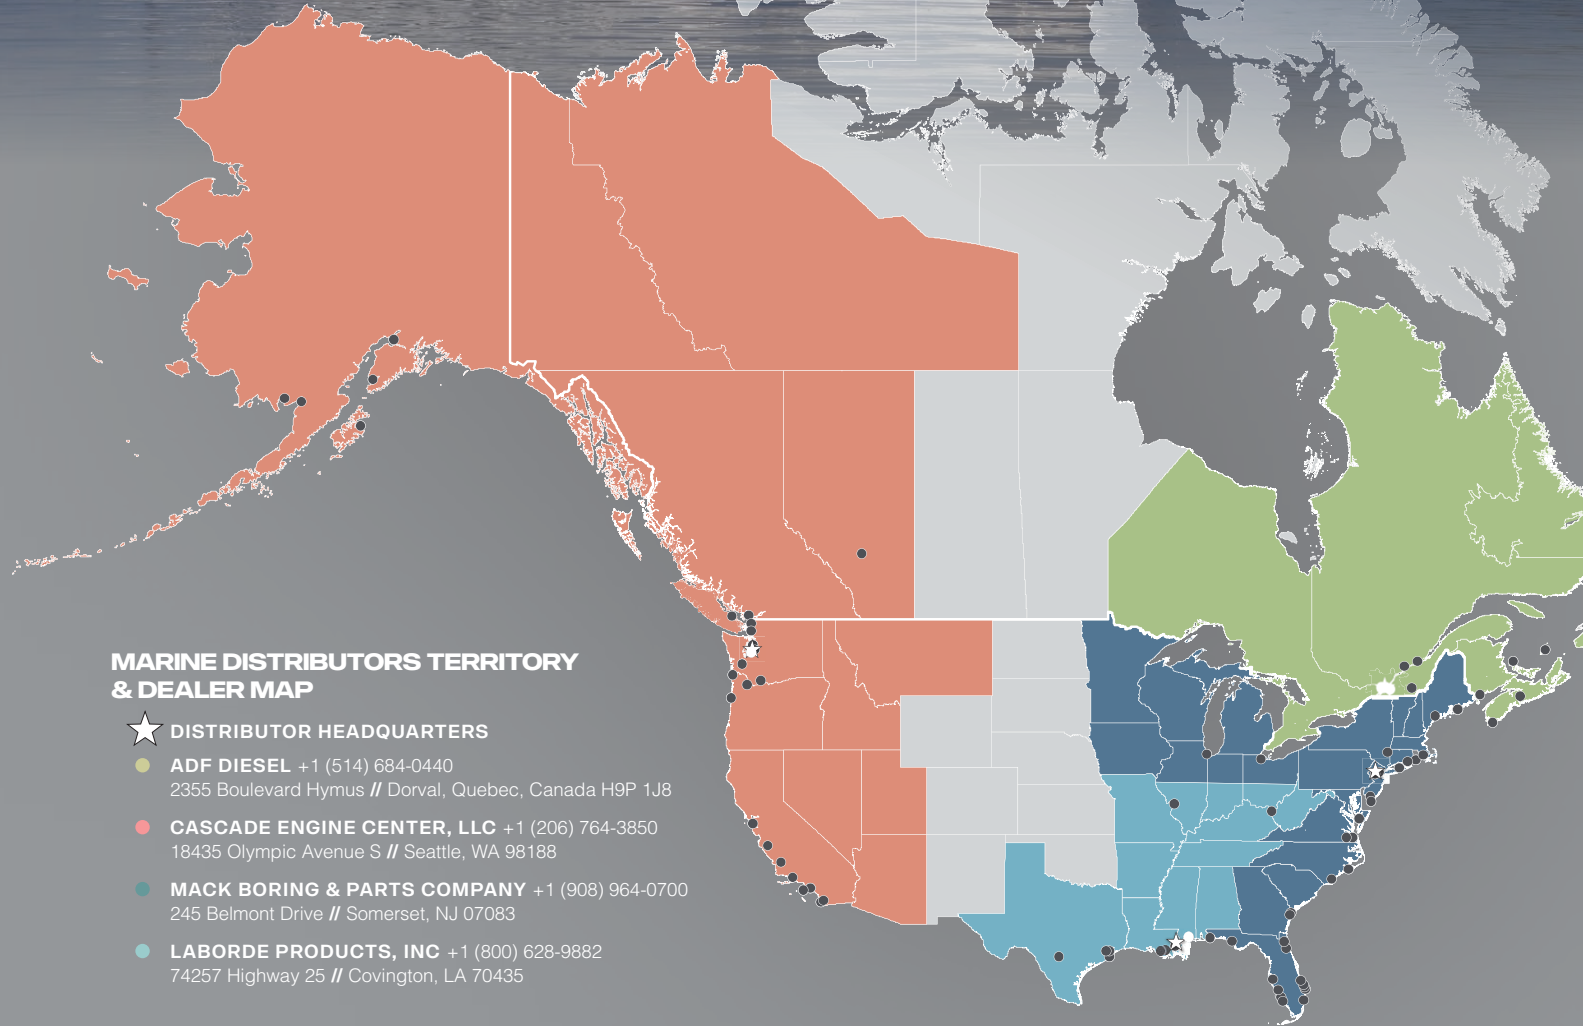 MARINE DISTRIBUTORS TERRITORY
& DEALER MAP
DISTRIBUTOR HEADQUARTERS
ADF DIESEL +1 (514) 684-0440
2355 Boulevard Hymus // Dorval, Quebec, Canada H9P 1J8
CASCADE ENGINE CENTER, LLC +1 (206) 764-3850
18435 Olympic Avenue S // Seattle, WA 98188
MACK BORING & PARTS COMPANY +1 (908) 964-0700
245 Belmont Drive // Somerset, NJ 07083
LABORDE PRODUCTS, INC +1 (800) 628-9882
74257 Highway 25 // Covington, LA 70435